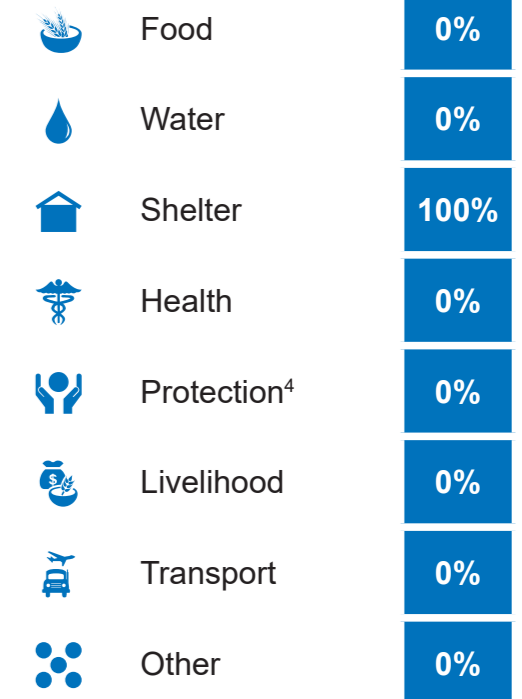 Food 0%
Water 0%
Shelter 100%
Health 0%
Protection⁴ 0%
$ Livelihood 0%
Transport 0%
Other 0%